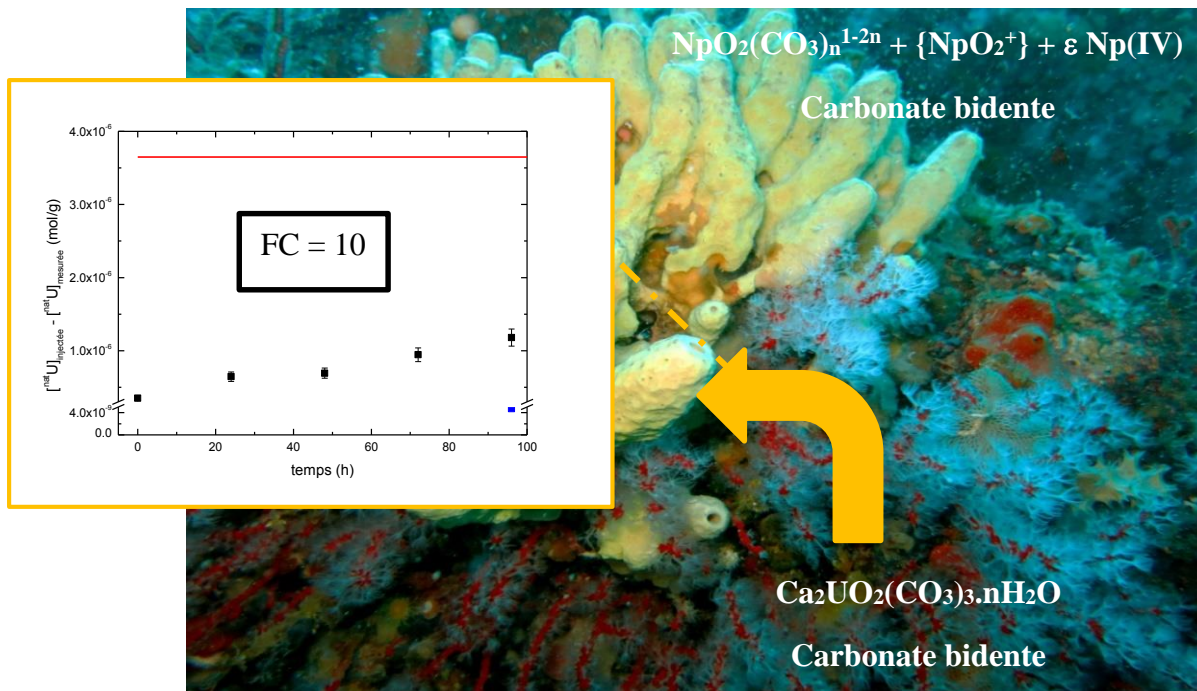 NpO₂(CO₃)ₙ¹⁻²ⁿ + {NpO₂⁺} + ε Np(IV)
Carbonate bidente
4.0x10⁻⁶
3.0x10⁻⁶
2.0x10⁻⁶
1.0x10⁻⁶
4.0x10⁻⁹
0.0
[ⁿᵃᵗU]injectée - [ⁿᵃᵗU]mesurée (mol/g)
FC = 10
0 20 40 60 80 100
temps (h)
Ca₂UO₂(CO₃)₃.nH₂O
Carbonate bidente